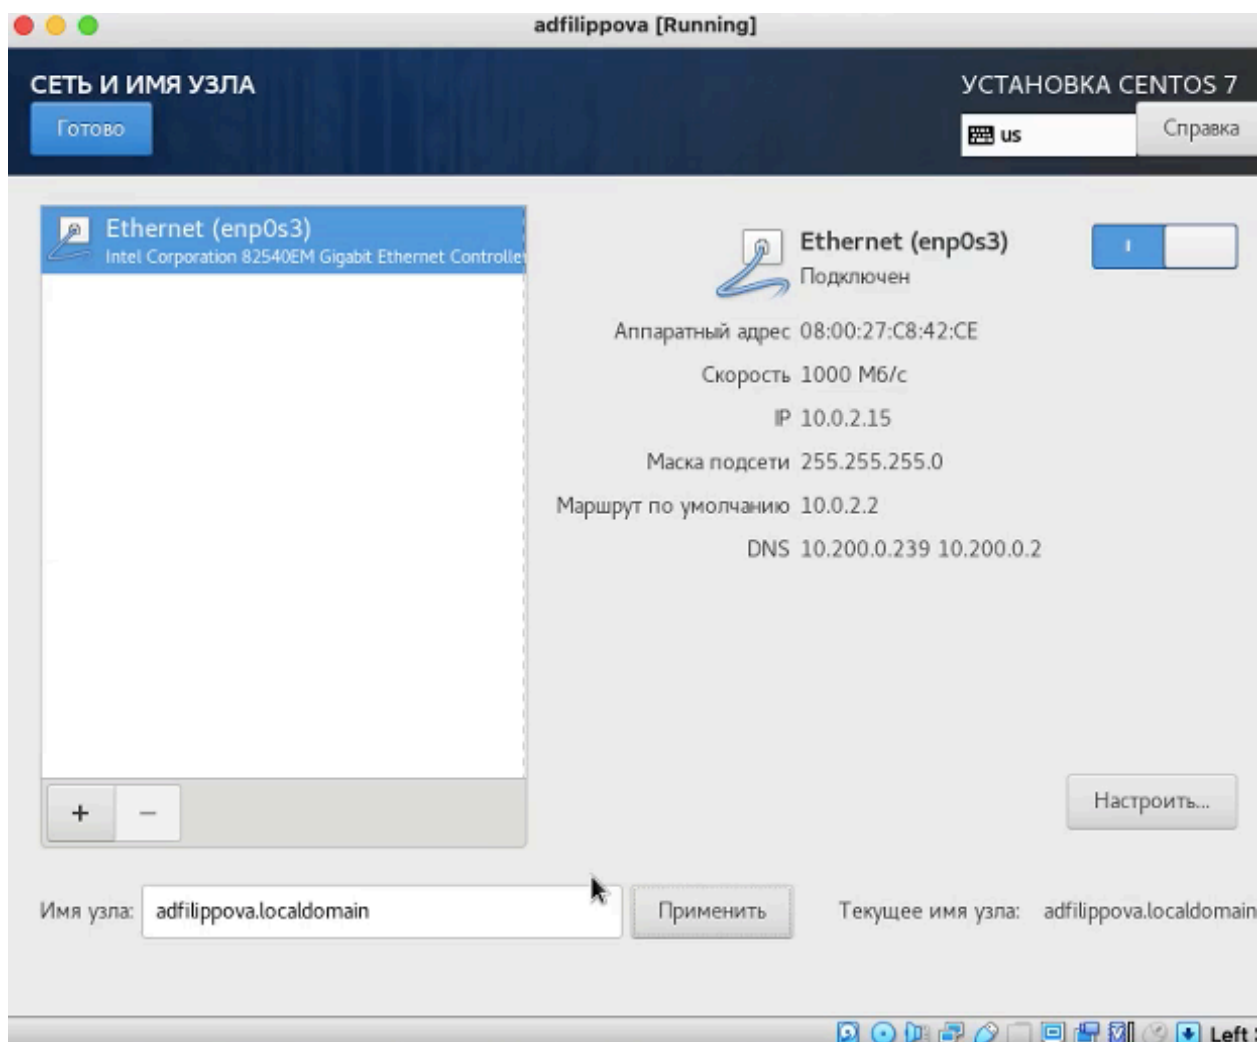 adfilippova [Running]
СЕТЬ И ИМЯ УЗЛА
УСТАНОВКА CENTOS 7
Готово
us
Справка
Ethernet (enp0s3)
Intel Corporation 82540EM Gigabit Ethernet Controlle
Ethernet (enp0s3)
Подключен
Аппаратный адрес 08:00:27:C8:42:CE
Скорость 1000 Мб/с
IP 10.0.2.15
Маска подсети 255.255.255.0
Маршрут по умолчанию 10.0.2.2
DNS 10.200.0.239 10.200.0.2
+ −
Настроить...
Имя узла: adfilippova.localdomain Применить Текущее имя узла: adfilippova.localdomain
Left